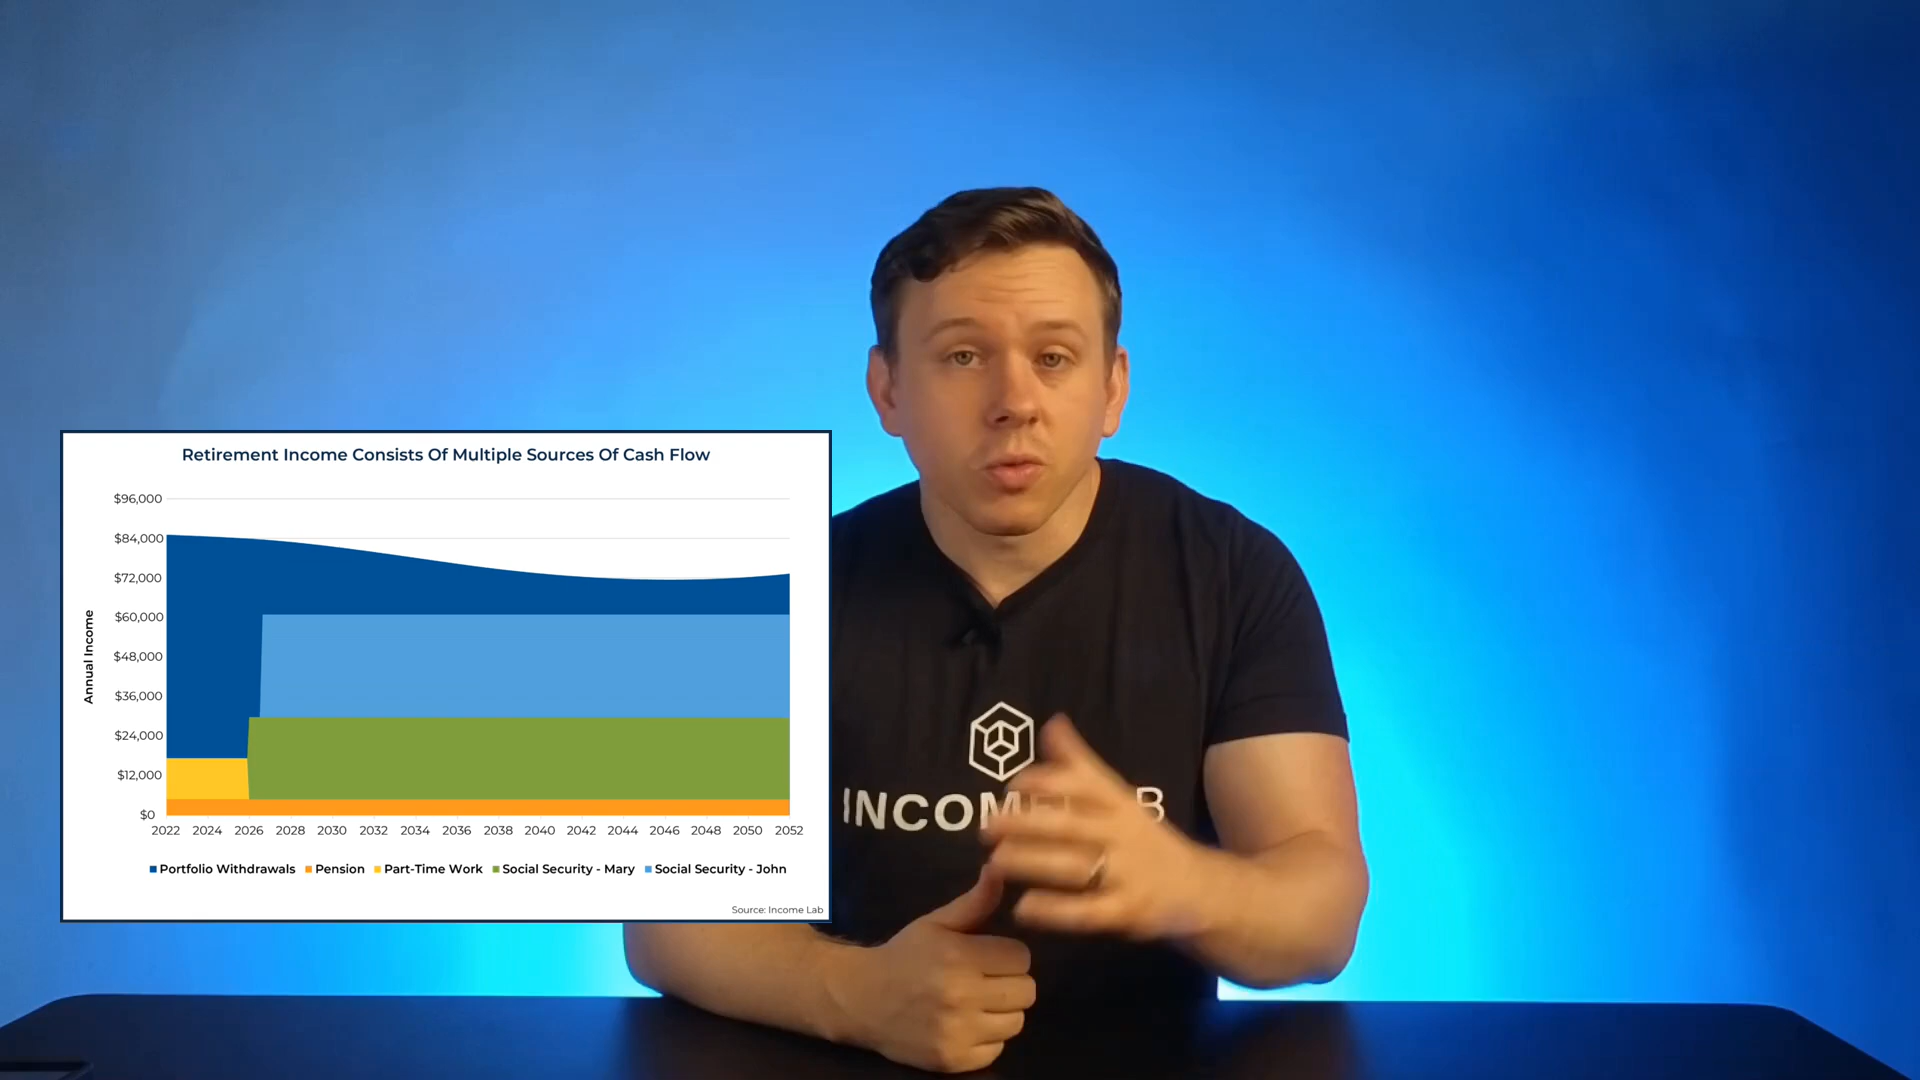 Retirement Income Consists Of Multiple Sources Of Cash Flow
$96,000
$84,000
$72,000
$60,000
$48,000
$36,000
$24,000
$12,000
$0
Annual Income
2022 2024 2026 2028 2030 2032 2034 2036 2038 2040 2042 2044 2046 2048 2050 2052
Portfolio Withdrawals Pension Part-Time Work Social Security - Mary Social Security - John
Source: Income Lab